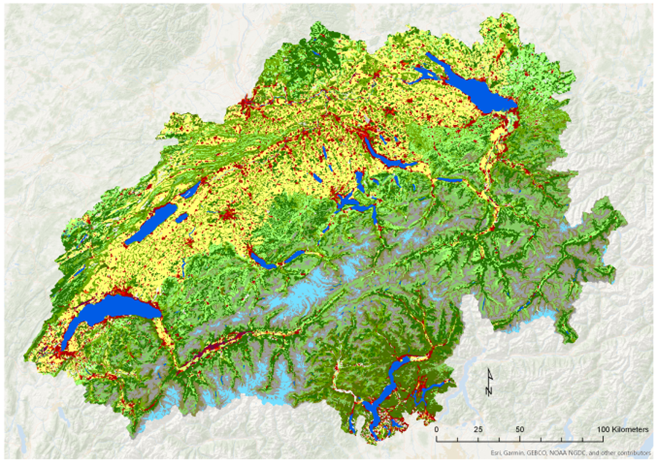 N
0 25 50 100 Kilometers
Esri, Garmin, GEBCO, NOAA NGDC, and other contributors